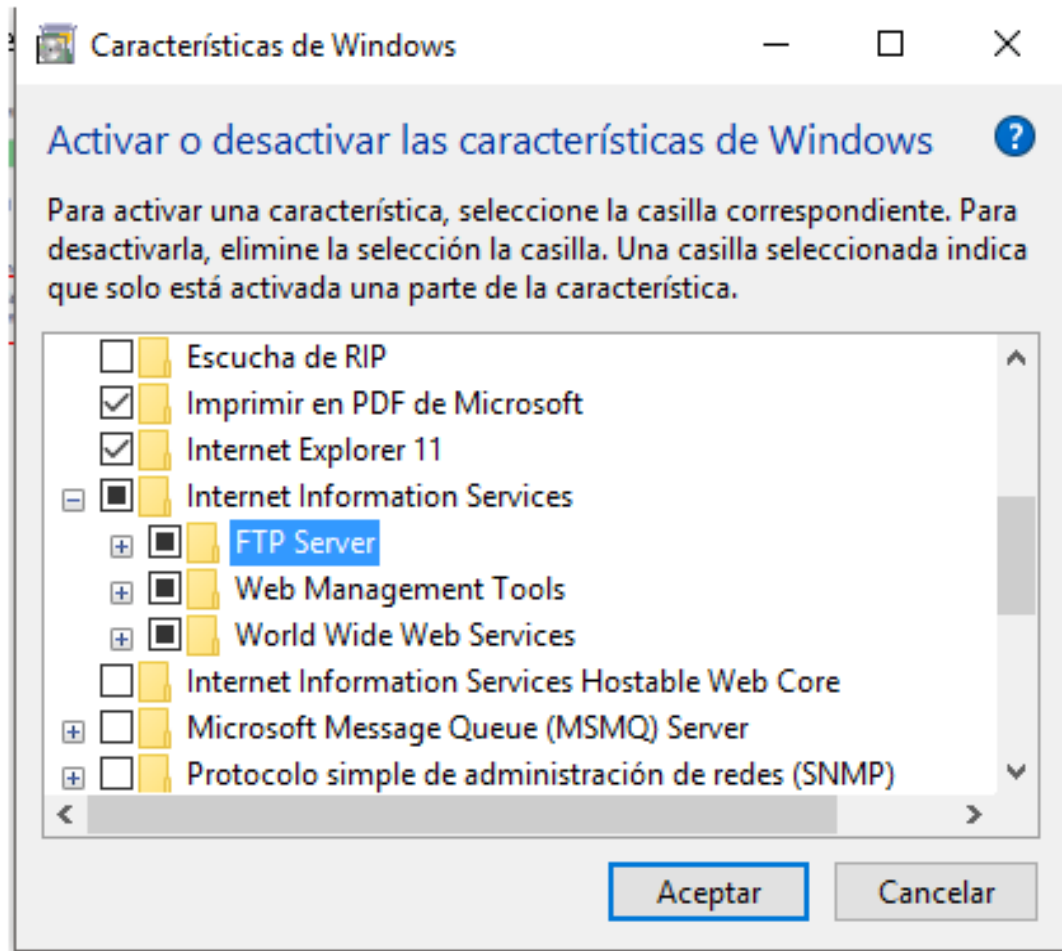 Características de Windows
Activar o desactivar las características de Windows
Para activar una característica, seleccione la casilla correspondiente. Para
desactivarla, elimine la selección la casilla. Una casilla seleccionada indica
que solo está activada una parte de la característica.
Escucha de RIP
Imprimir en PDF de Microsoft
Internet Explorer 11
Internet Information Services
FTP Server
Web Management Tools
World Wide Web Services
Internet Information Services Hostable Web Core
Microsoft Message Queue (MSMQ) Server
Protocolo simple de administración de redes (SNMP)
Aceptar Cancelar